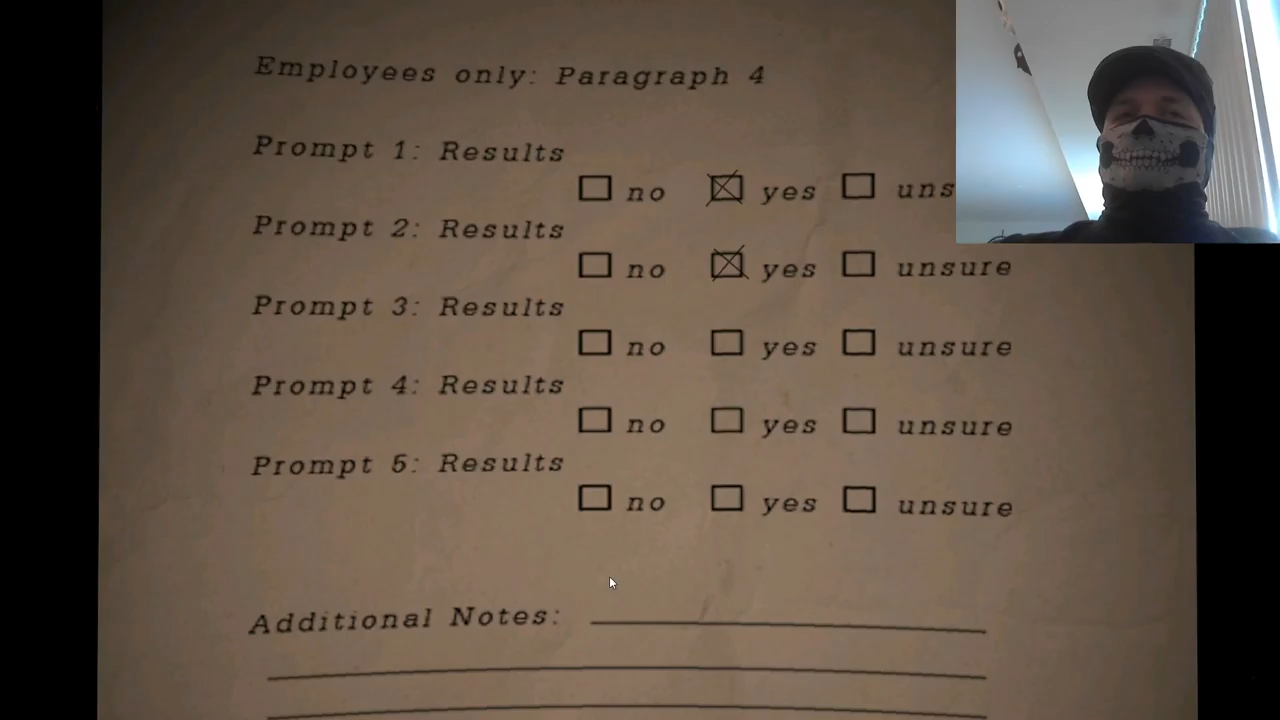 Employees only: Paragraph 4
Prompt 1: Results
no yes uns
Prompt 2: Results
no yes unsure
Prompt 3: Results
no yes unsure
Prompt 4: Results
no yes unsure
Prompt 5: Results
no yes unsure
Additional Notes: